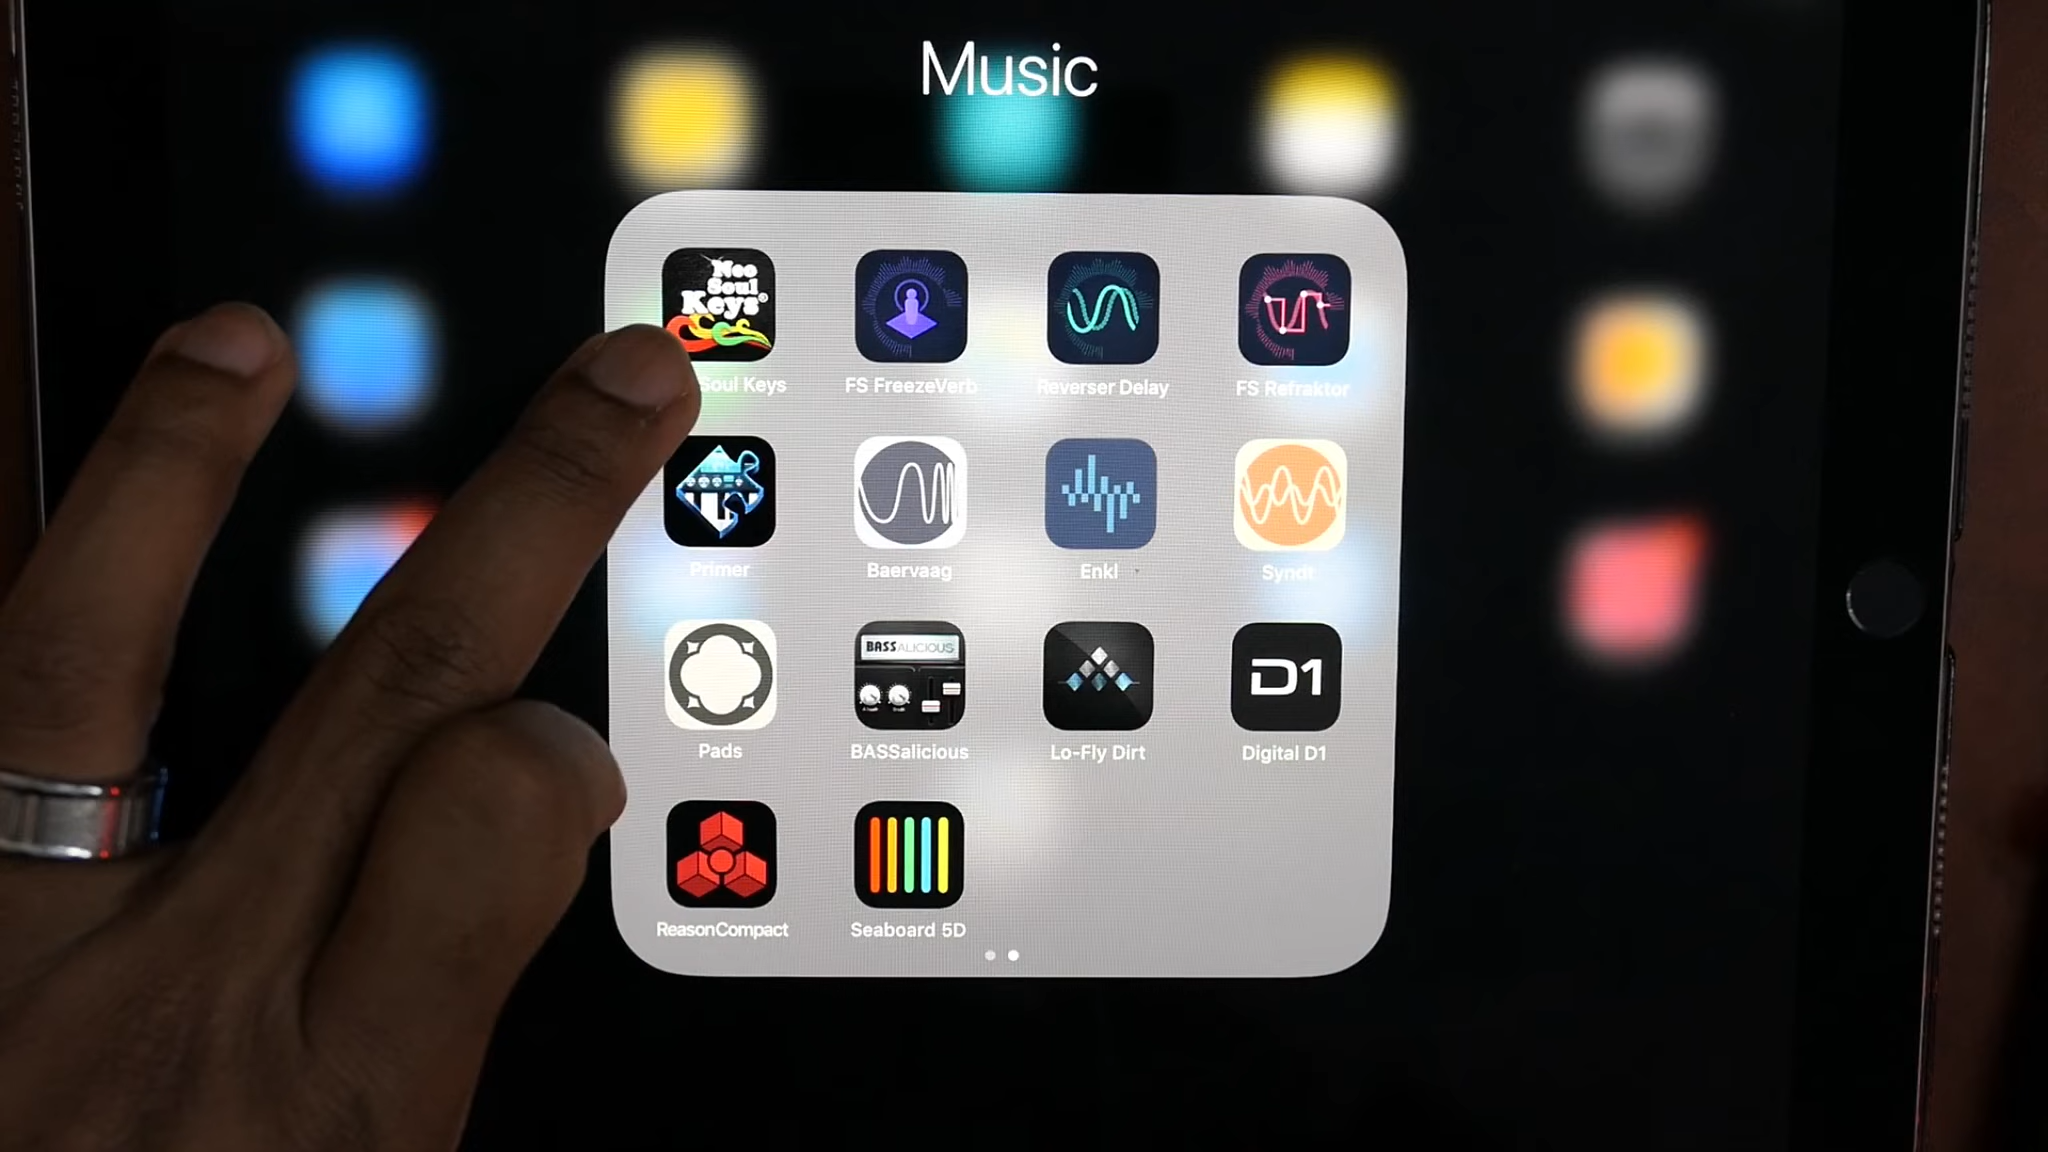 Music
Neo
Soul
Keys®
Soul Keys
FS FreezeVerb
Reverser Delay
FS Refraktor
Primer
Baervaag
Enkl
Syndt
BASSALICIOUS
D1
Pads
BASSalicious
Lo-Fly Dirt
Digital D1
ReasonCompact
Seaboard 5D